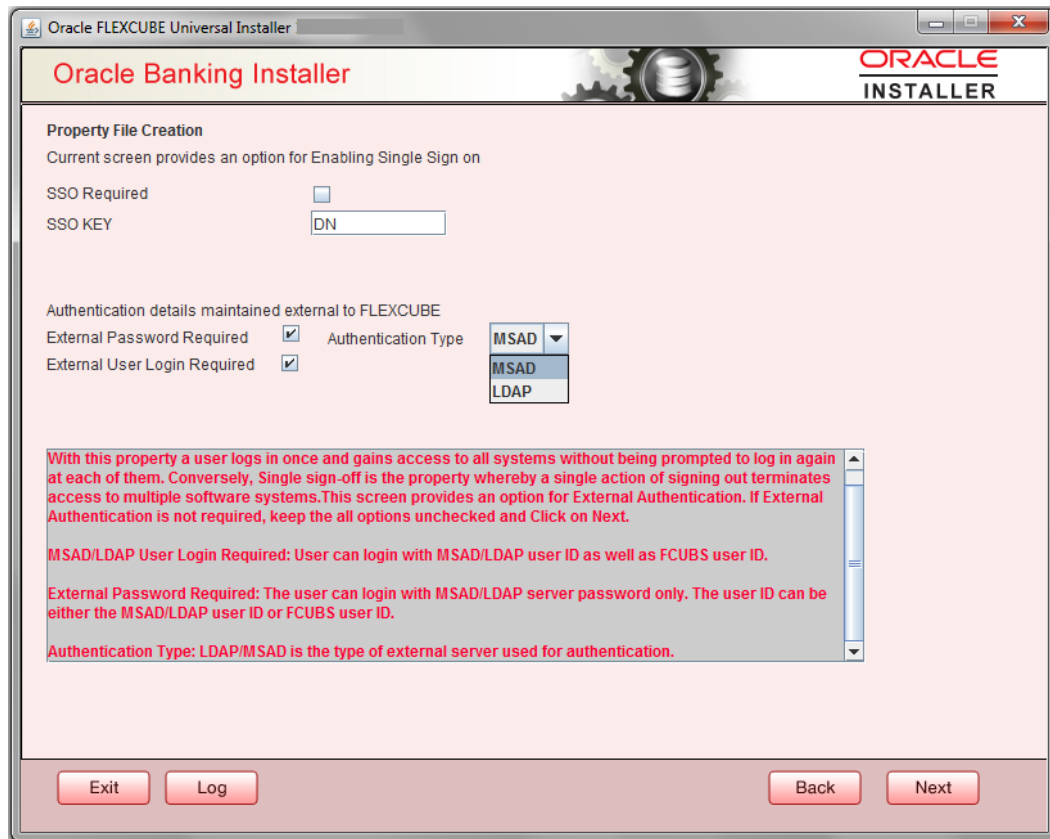 Oracle FLEXCUBE Universal Installer
Oracle Banking Installer
ORACLE
INSTALLER
Property File Creation
Current screen provides an option for Enabling Single Sign on
SSO Required
SSO KEY DN
Authentication details maintained external to FLEXCUBE
External Password Required Authentication Type MSAD
External User Login Required MSAD
LDAP
With this property a user logs in once and gains access to all systems without being prompted to log in again
at each of them. Conversely, Single sign-off is the property whereby a single action of signing out terminates
access to multiple software systems.This screen provides an option for External Authentication. If External
Authentication is not required, keep the all options unchecked and Click on Next.
MSAD/LDAP User Login Required: User can login with MSAD/LDAP user ID as well as FCUBS user ID.
External Password Required: The user can login with MSAD/LDAP server password only. The user ID can be
either the MSAD/LDAP user ID or FCUBS user ID.
Authentication Type: LDAP/MSAD is the type of external server used for authentication.
Exit Log Back Next